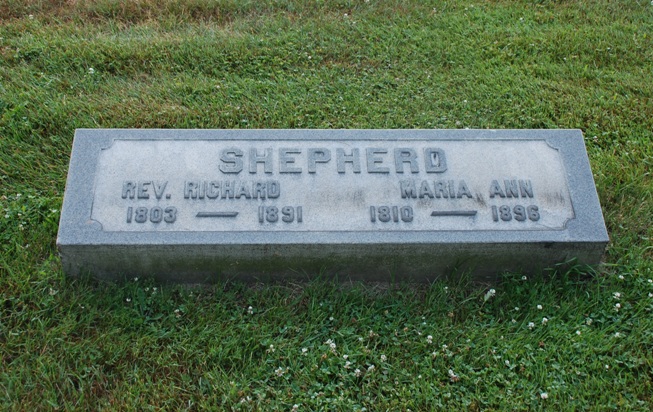 SHEPHERD
REV. RICHARD MARIA ANN
1803 — 1891 1810 — 1896